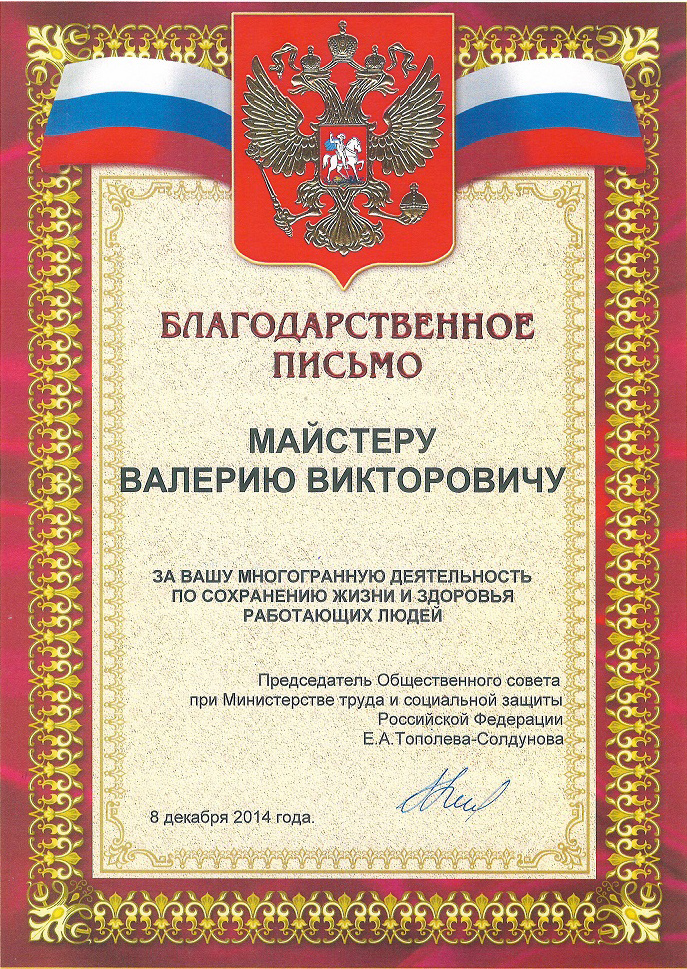 БЛАГОДАРСТВЕННОЕ
ПИСЬМО
МАЙСТЕРУ
ВАЛЕРИЮ ВИКТОРОВИЧУ
ЗА ВАШУ МНОГОГРАННУЮ ДЕЯТЕЛЬНОСТЬ
ПО СОХРАНЕНИЮ ЖИЗНИ И ЗДОРОВЬЯ
РАБОТАЮЩИХ ЛЮДЕЙ
Председатель Общественного совета
при Министерстве труда и социальной защиты
Российской Федерации
Е.А.Тополева-Солдунова
8 декабря 2014 года.